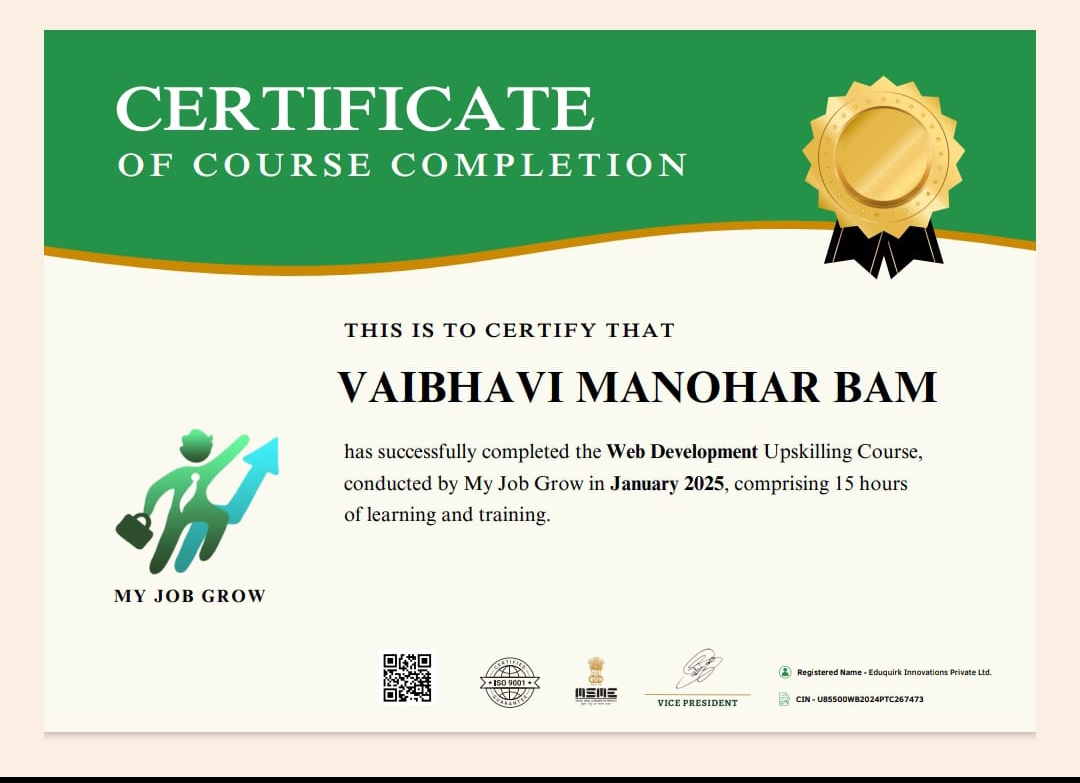 CERTIFICATE
OF COURSE COMPLETION
THIS IS TO CERTIFY THAT
VAIBHAVI MANOHAR BAM
has successfully completed the Web Development Upskilling Course,
conducted by My Job Grow in January 2025, comprising 15 hours
of learning and training.
MY JOB GROW
CERTIFIED
ISO 9001
GUARANTEE
MSME
VICE PRESIDENT
Registered Name - Eduquirk Innovations Private Ltd.
CIN - U85500WB2024PTC267473